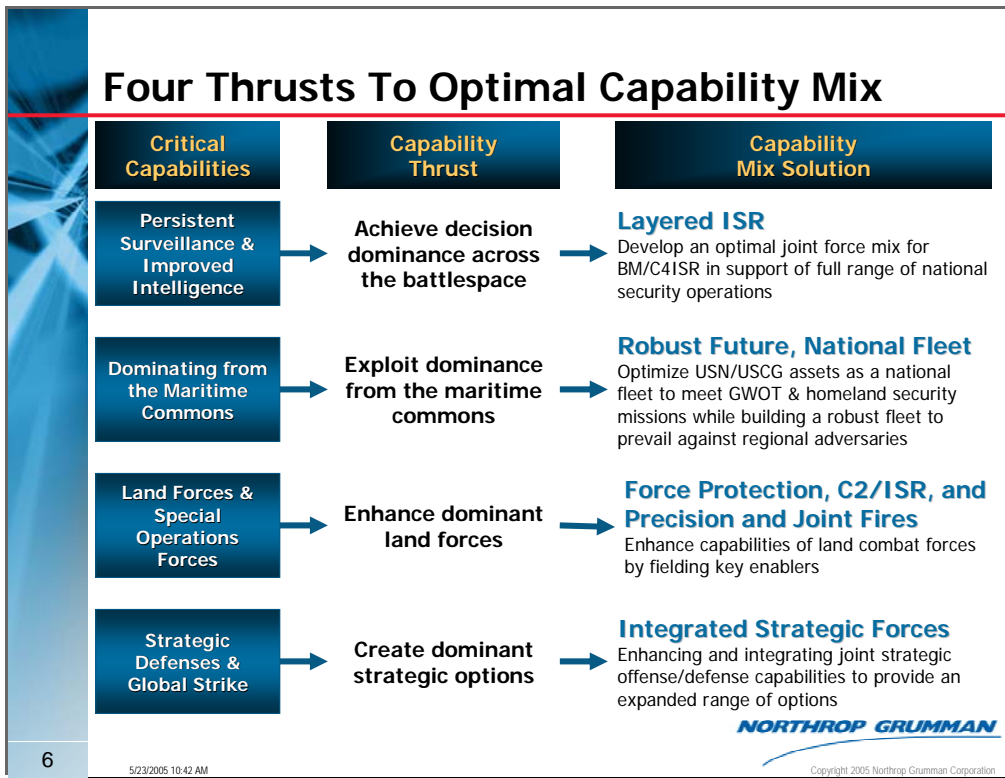 Four Thrusts To Optimal Capability Mix
Critical
Capabilities
Capability
Thrust
Capability
Mix Solution
Persistent
Surveillance &
Improved
Intelligence
Achieve decision
dominance across
the battlespace
Layered ISR
Develop an optimal joint force mix for
BM/C4ISR in support of full range of national
security operations
Dominating from
the Maritime
Commons
Exploit dominance
from the maritime
commons
Robust Future, National Fleet
Optimize USN/USCG assets as a national
fleet to meet GWOT & homeland security
missions while building a robust fleet to
prevail against regional adversaries
Land Forces &
Special
Operations
Forces
Enhance dominant
land forces
Force Protection, C2/ISR, and
Precision and Joint Fires
Enhance capabilities of land combat forces
by fielding key enablers
Strategic
Defenses &
Global Strike
Create dominant
strategic options
Integrated Strategic Forces
Enhancing and integrating joint strategic
offense/defense capabilities to provide an
expanded range of options
NORTHROP GRUMMAN
6
5/23/2005 10:42 AM
Copyright 2005 Northrop Grumman Corporation